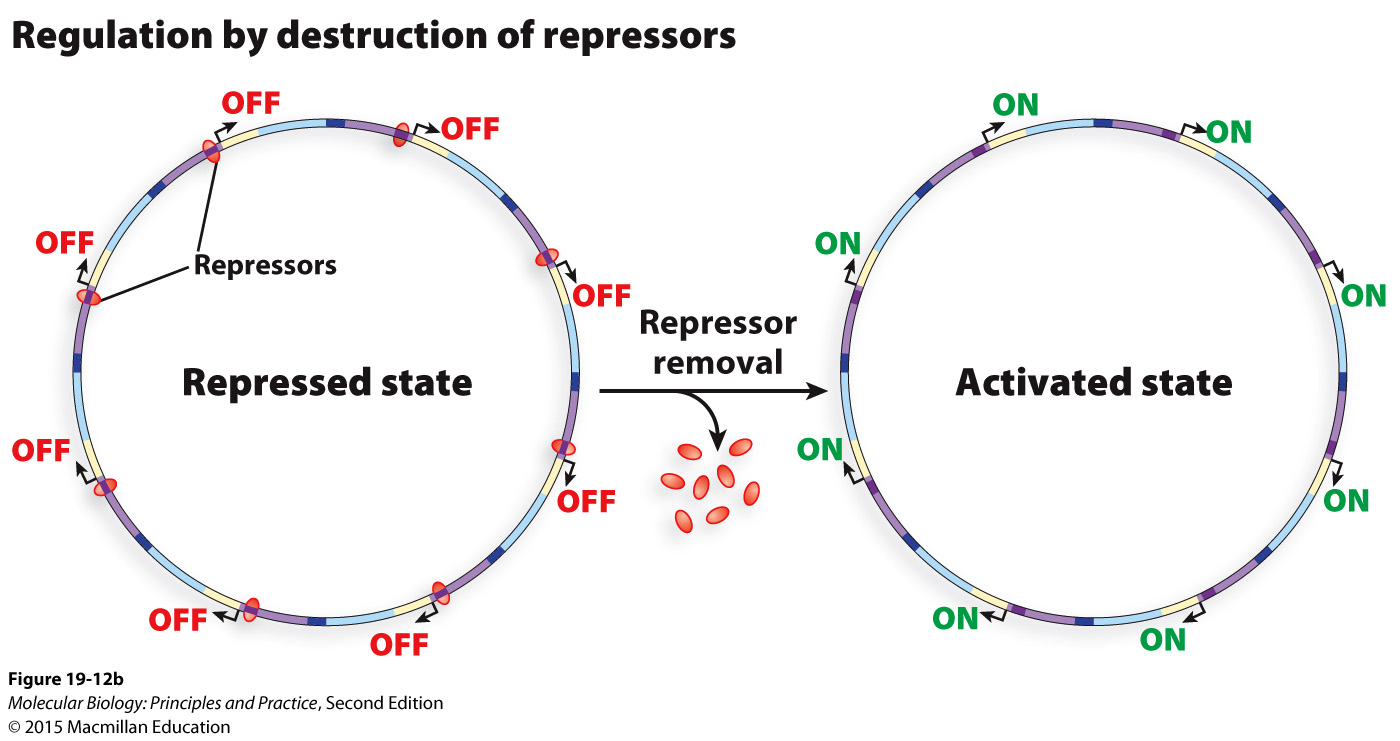 Regulation by destruction of repressors
OFF
OFF
OFF
OFF
Repressors
OFF
Repressed state
OFF
OFF
OFF
Repressor
removal
ON
ON
ON
ON
Activated state
ON
ON
ON
ON
Figure 19-12b
Molecular Biology: Principles and Practice, Second Edition
© 2015 Macmillan Education